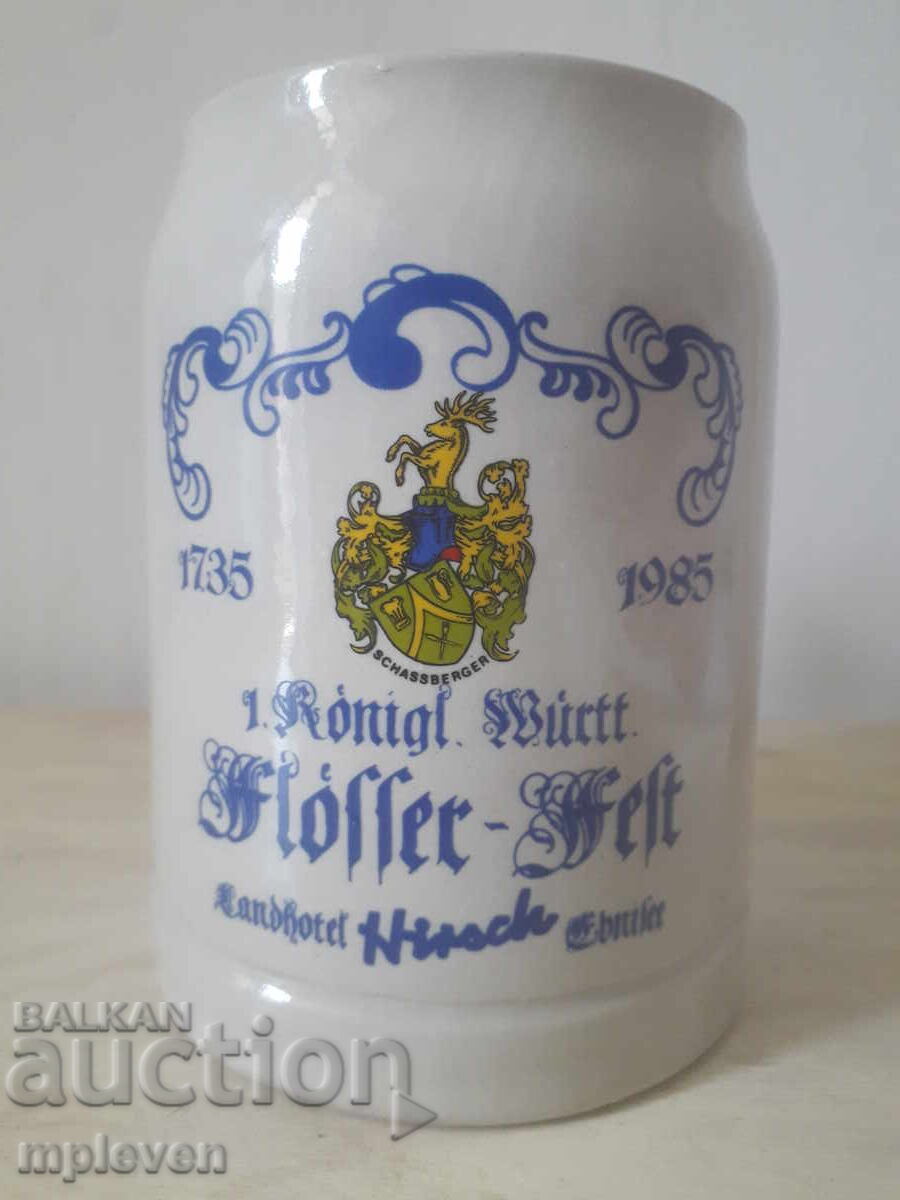 1735 1985
SCHASSBERGER
1. Königl. Württ.
Flösser-Fest
Landhotel Hirsch Ebnisee
BALKAN
auction
mpleven